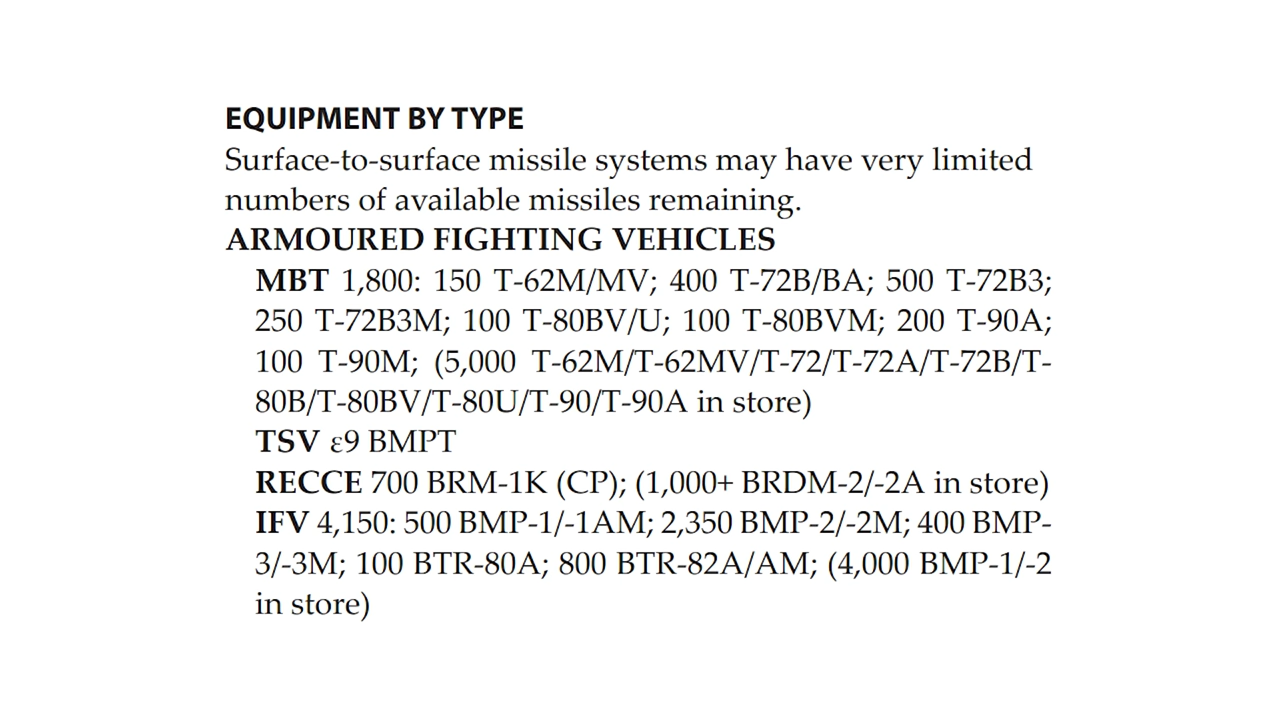 EQUIPMENT BY TYPE
Surface-to-surface missile systems may have very limited
numbers of available missiles remaining.
ARMOURED FIGHTING VEHICLES
MBT 1,800: 150 T-62M/MV; 400 T-72B/BA; 500 T-72B3;
250 T-72B3M; 100 T-80BV/U; 100 T-80BVM; 200 T-90A;
100 T-90M; (5,000 T-62M/T-62MV/T-72/T-72A/T-72B/T-
80B/T-80BV/T-80U/T-90/T-90A in store)
TSV ε9 BMPT
RECCE 700 BRM-1K (CP); (1,000+ BRDM-2/-2A in store)
IFV 4,150: 500 BMP-1/-1AM; 2,350 BMP-2/-2M; 400 BMP-
3/-3M; 100 BTR-80A; 800 BTR-82A/AM; (4,000 BMP-1/-2
in store)